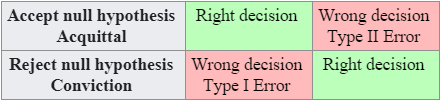 Accept null hypothesis
Acquittal
Right decision
Wrong decision
Type II Error
Reject null hypothesis
Conviction
Wrong decision
Type I Error
Right decision